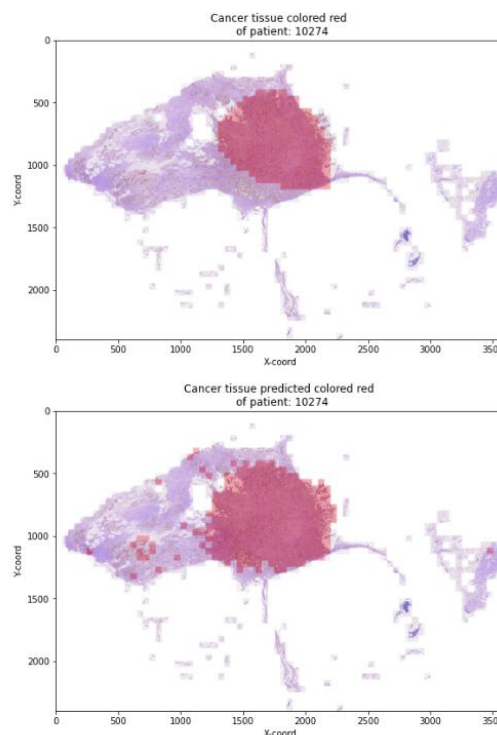 Cancer tissue colored red
of patient: 10274
0
500
1000
1500
2000
Y-coord
0 500 1000 1500 2000 2500 3000
X-coord
Cancer tissue predicted colored red
of patient: 10274
0
500
1000
1500
2000
Y-coord
0 500 1000 1500 2000 2500 3000
X-coord